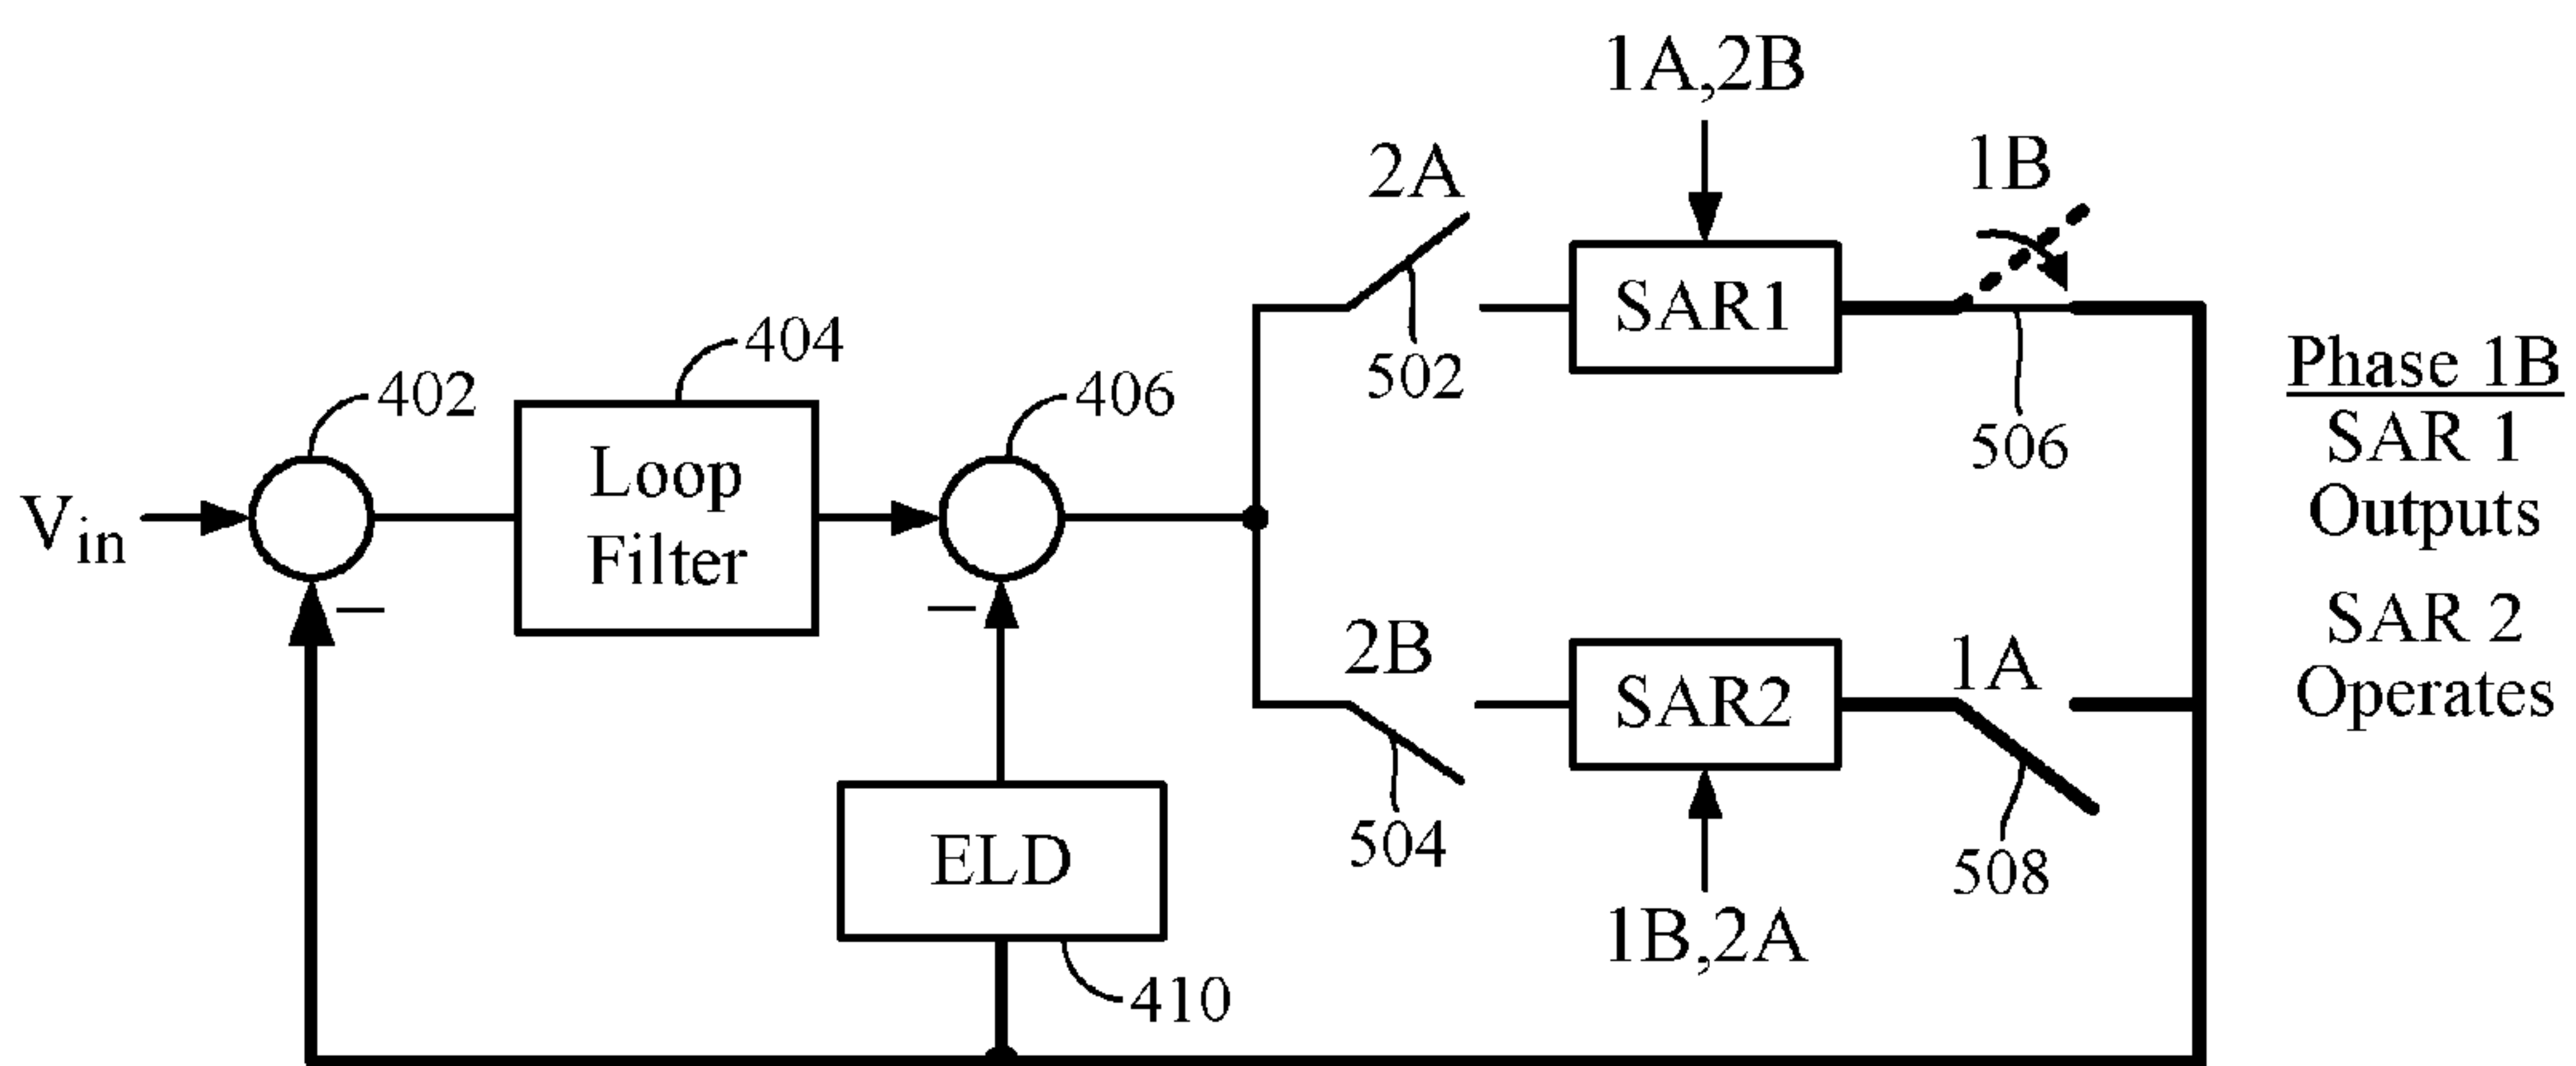 1A,2B
2A
1B
SAR1
502
506
404
402
406
Loop
Filter
Vin
−
−
2B
SAR2
1A
504
508
ELD
1B,2A
410
Phase 1B
SAR 1
Outputs
SAR 2
Operates